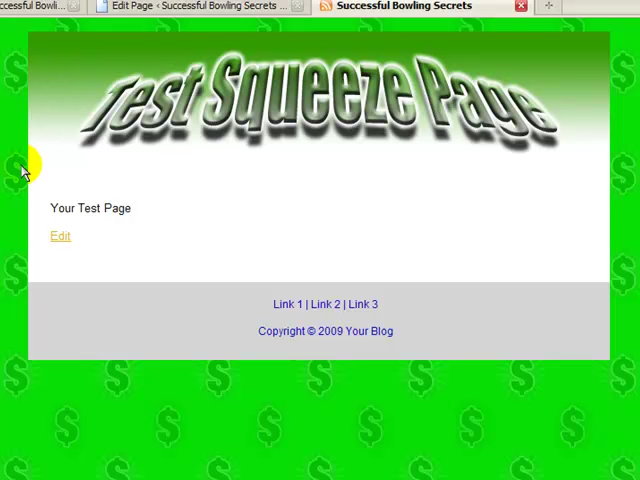 ccessful Bowli... Edit Page ‹ Successful Bowling Secrets ... Successful Bowling Secrets
Test Squeeze Page
Your Test Page
Edit
Link 1 | Link 2 | Link 3
Copyright © 2009 Your Blog